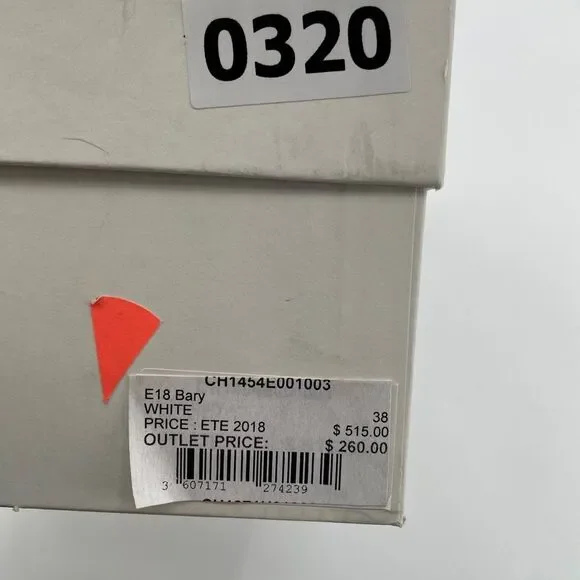 0320
CH1454E001003
E18 Bary
WHITE 38
PRICE : ETE 2018 $ 515.00
OUTLET PRICE: $ 260.00
3 607171 274239